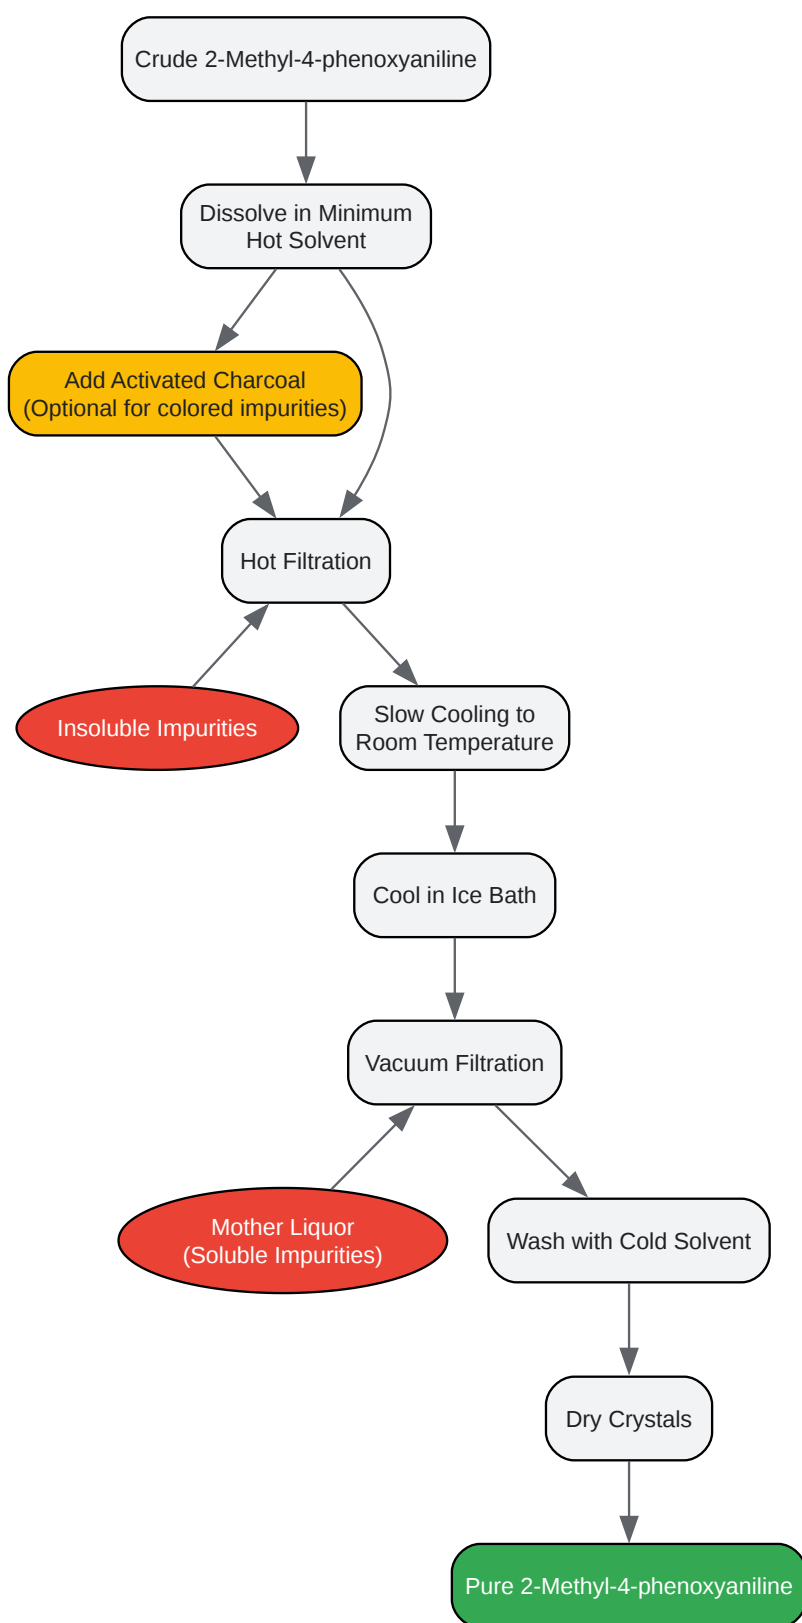 Crude 2-Methyl-4-phenoxyaniline
Dissolve in Minimum
Hot Solvent
Add Activated Charcoal
(Optional for colored impurities)
Hot Filtration
Insoluble Impurities
Slow Cooling to
Room Temperature
Cool in Ice Bath
Vacuum Filtration
Mother Liquor
(Soluble Impurities)
Wash with Cold Solvent
Dry Crystals
Pure 2-Methyl-4-phenoxyaniline